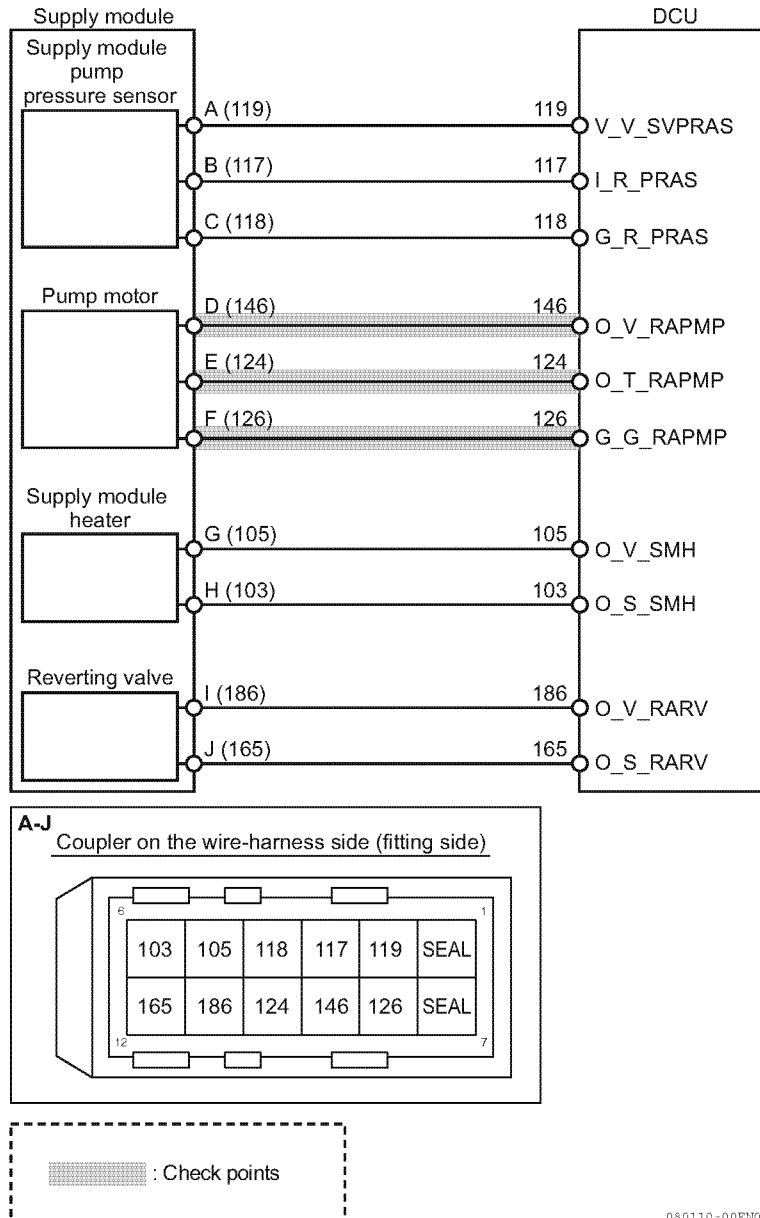 Supply module
DCU
Supply module
pump
pressure sensor
A (119)
119
V_V_SVPRAS
B (117)
117
I_R_PRAS
C (118)
118
G_R_PRAS
Pump motor
D (146)
146
O_V_RAPMP
E (124)
124
O_T_RAPMP
F (126)
126
G_G_RAPMP
Supply module
heater
G (105)
105
O_V_SMH
H (103)
103
O_S_SMH
Reverting valve
I (186)
186
O_V_RARV
J (165)
165
O_S_RARV
A-J
Coupler on the wire-harness side (fitting side)
6
1
103 105 118 117 119 SEAL
165 186 124 146 126 SEAL
12
7
: Check points